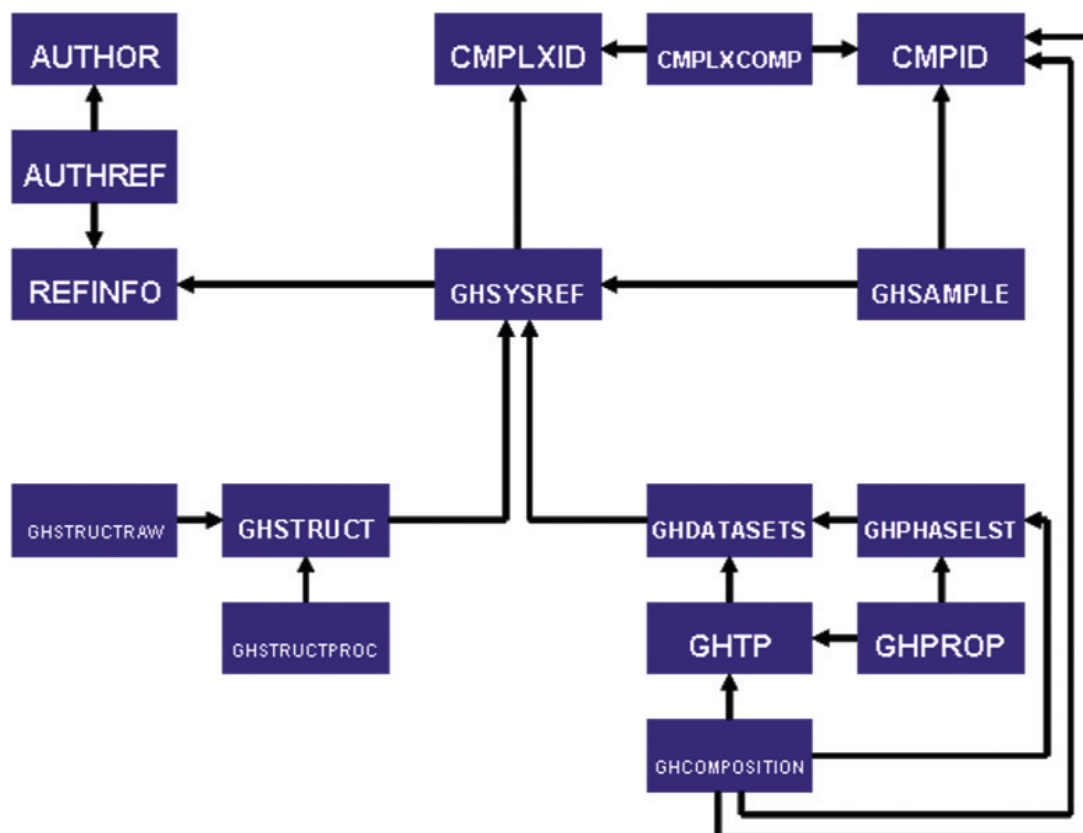 AUTHOR
CMPLXID
CMPLXCOMP
CMPID
AUTHREF
REFINFO
GHSYSREF
GHSAMPLE
GHSTRUCTRAW
GHSTRUCT
GHDATASETS
GHPHASELST
GHSTRUCTPROC
GHTP
GHPROP
GHCOMPOSITION